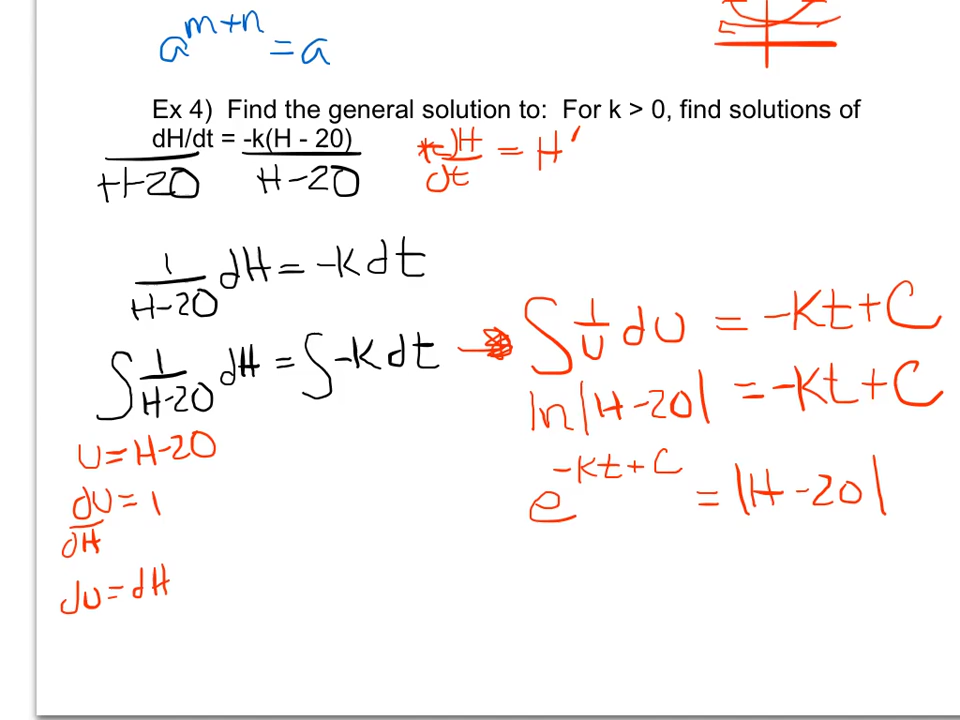 a^{m+n} = a
Ex 4) Find the general solution to: For k > 0, find solutions of
dH/dt = -k(H - 20)
H-20 H-20
dH/dt = H'
1/(H-20) dH = -k dt
∫ 1/(H-20) dH = ∫ -k dt →
u = H-20
du/dH = 1
du = dH
∫ 1/u du = -kt + C
ln|H-20| = -kt + C
e^{-kt+C} = |H-20|